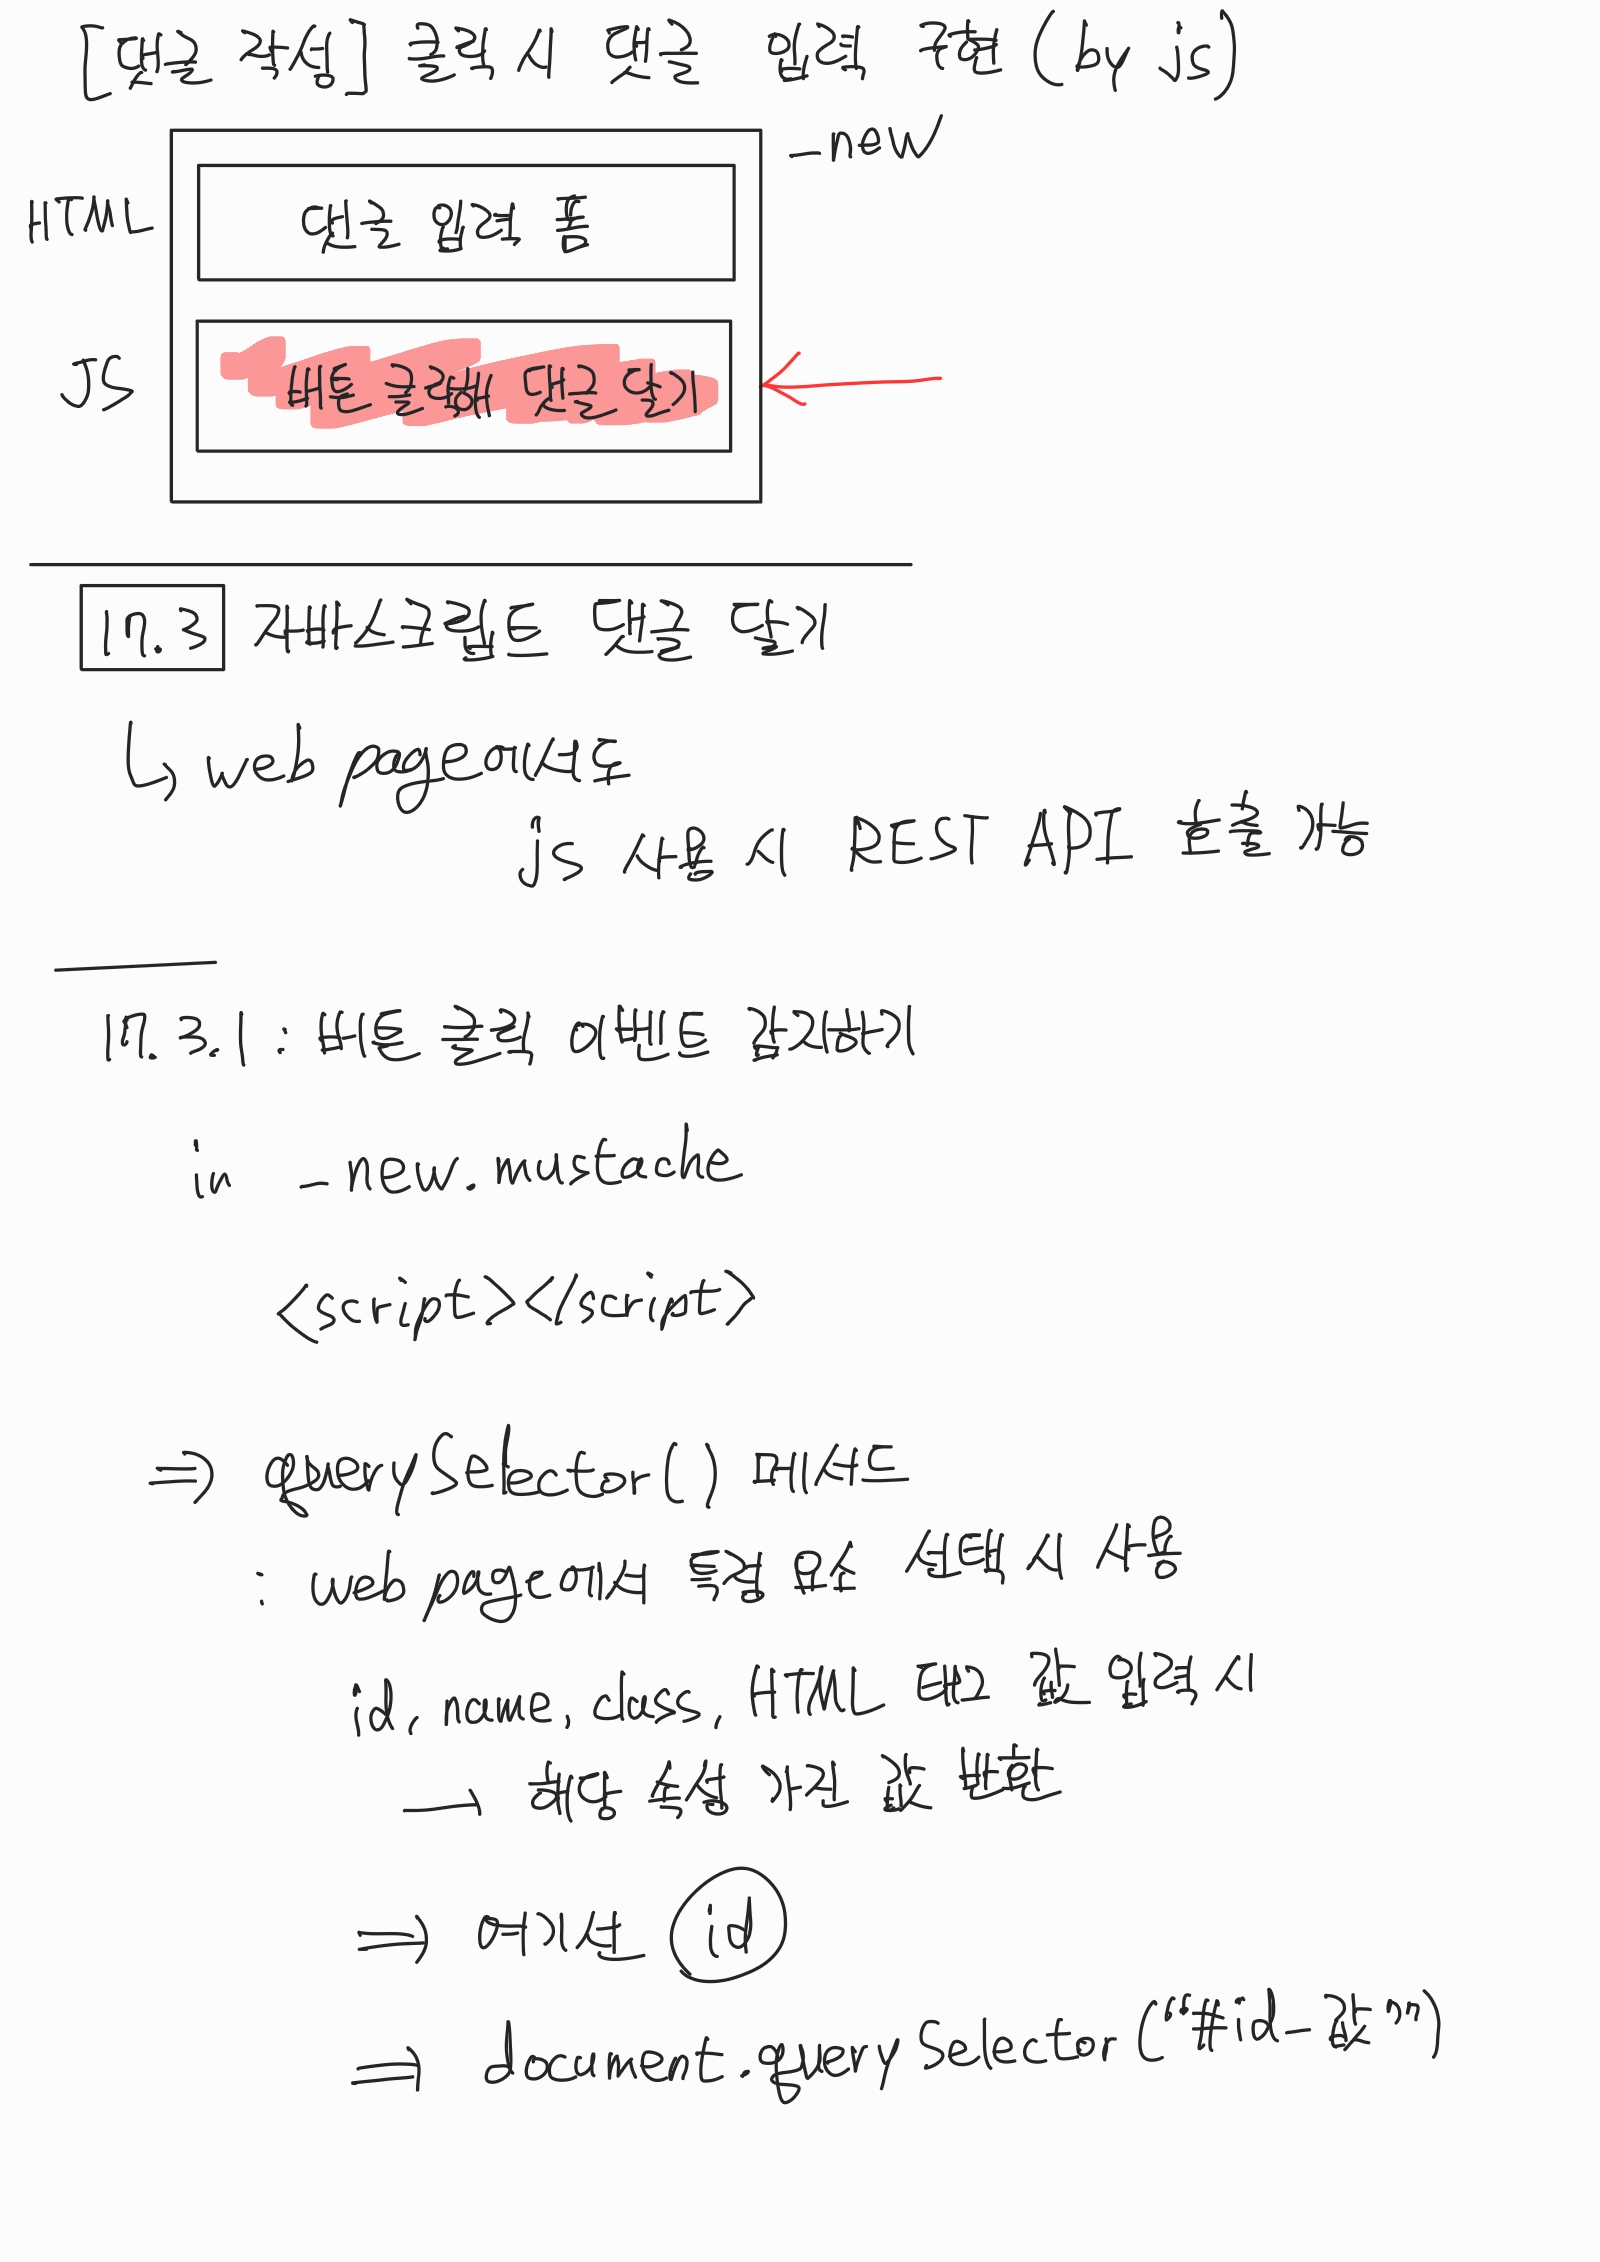 [댓글 작성] 클릭 시 댓글 입력 구현 (by js)
_new
HTML
댓글 입력 폼
JS
버튼 클릭해 댓글 달기
17.3 자바스크립트 댓글 달기
↳ web page에서도
js 사용 시 REST API 호출 가능
17.3.1 : 버튼 클릭 이벤트 감지하기
in _new.mustache
<script></script>
⇒ querySelector() 메서드
: web page에서 특정 요소 선택 시 사용
id, name, class, HTML 태그 값 입력 시
→ 해당 속성 가진 값 반환
⇒ 여기선 id
⇒ document.querySelector(“#id_값”)